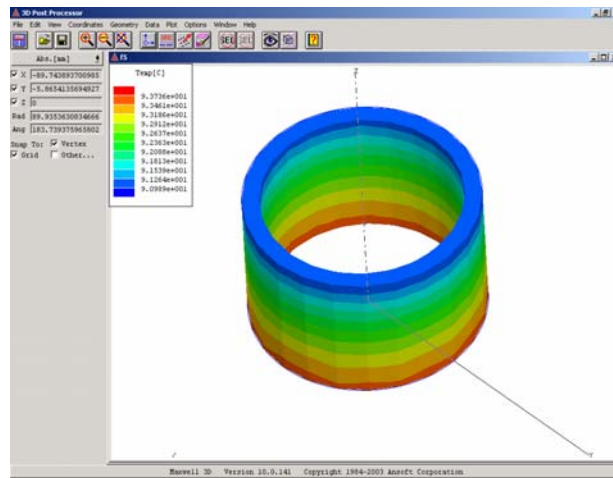 3D Post Processor
File Edit View Coordinates Geometry Data Plot Options Window Help
Abs.[mm]
X -89.743893700985
Y -5.8654135694927
Z 0
Rad 89.9353630834666
Ang 183.739375965802
Snap To: Vertex
Grid Other...
fs
Temp[C]
9.3736e+001
9.3461e+001
9.3186e+001
9.2912e+001
9.2637e+001
9.2363e+001
9.2088e+001
9.1813e+001
9.1539e+001
9.1264e+001
9.0989e+001
Z
Y
SEL SEL
Maxwell 3D Version 10.0.141 Copyright 1984-2003 Ansoft Corporation